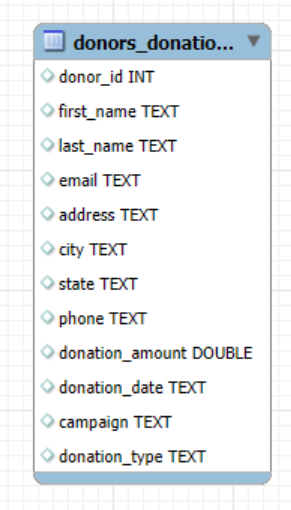 donors_donatio...
donor_id INT
first_name TEXT
last_name TEXT
email TEXT
address TEXT
city TEXT
state TEXT
phone TEXT
donation_amount DOUBLE
donation_date TEXT
campaign TEXT
donation_type TEXT